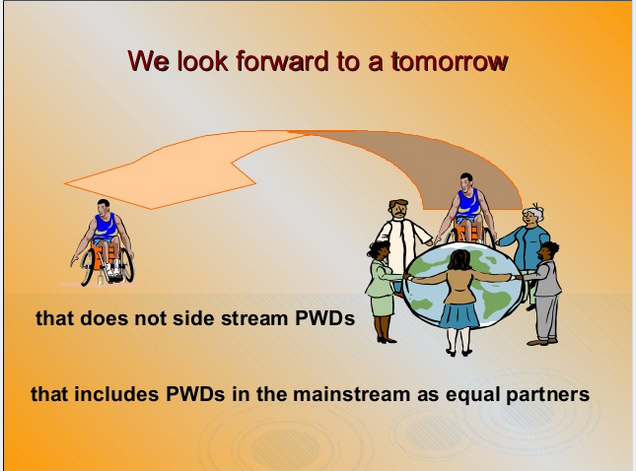 We look forward to a tomorrow
that does not side stream PWDs
that includes PWDs in the mainstream as equal partners